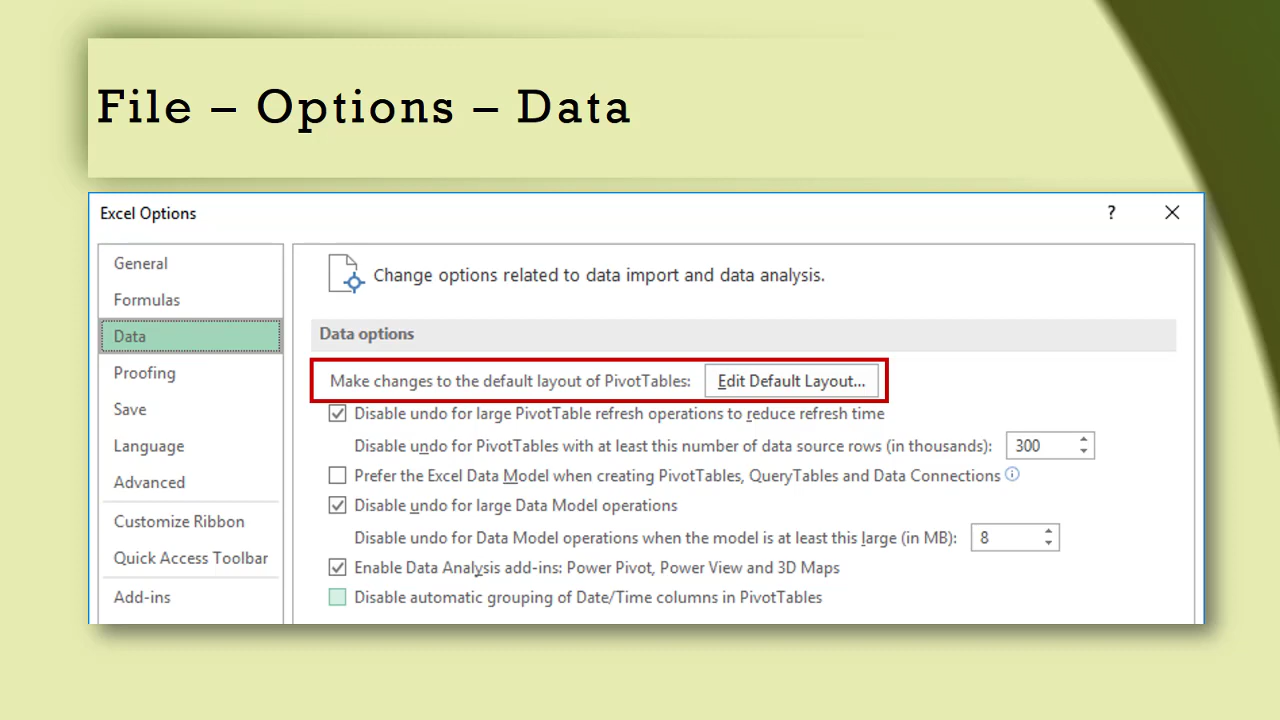 File – Options – Data
Excel Options
?
General
Formulas
Data
Proofing
Save
Language
Advanced
Customize Ribbon
Quick Access Toolbar
Add-ins
Change options related to data import and data analysis.
Data options
Make changes to the default layout of PivotTables: Edit Default Layout...
Disable undo for large PivotTable refresh operations to reduce refresh time
Disable undo for PivotTables with at least this number of data source rows (in thousands): 300
Prefer the Excel Data Model when creating PivotTables, QueryTables and Data Connections
Disable undo for large Data Model operations
Disable undo for Data Model operations when the model is at least this large (in MB): 8
Enable Data Analysis add-ins: Power Pivot, Power View and 3D Maps
Disable automatic grouping of Date/Time columns in PivotTables